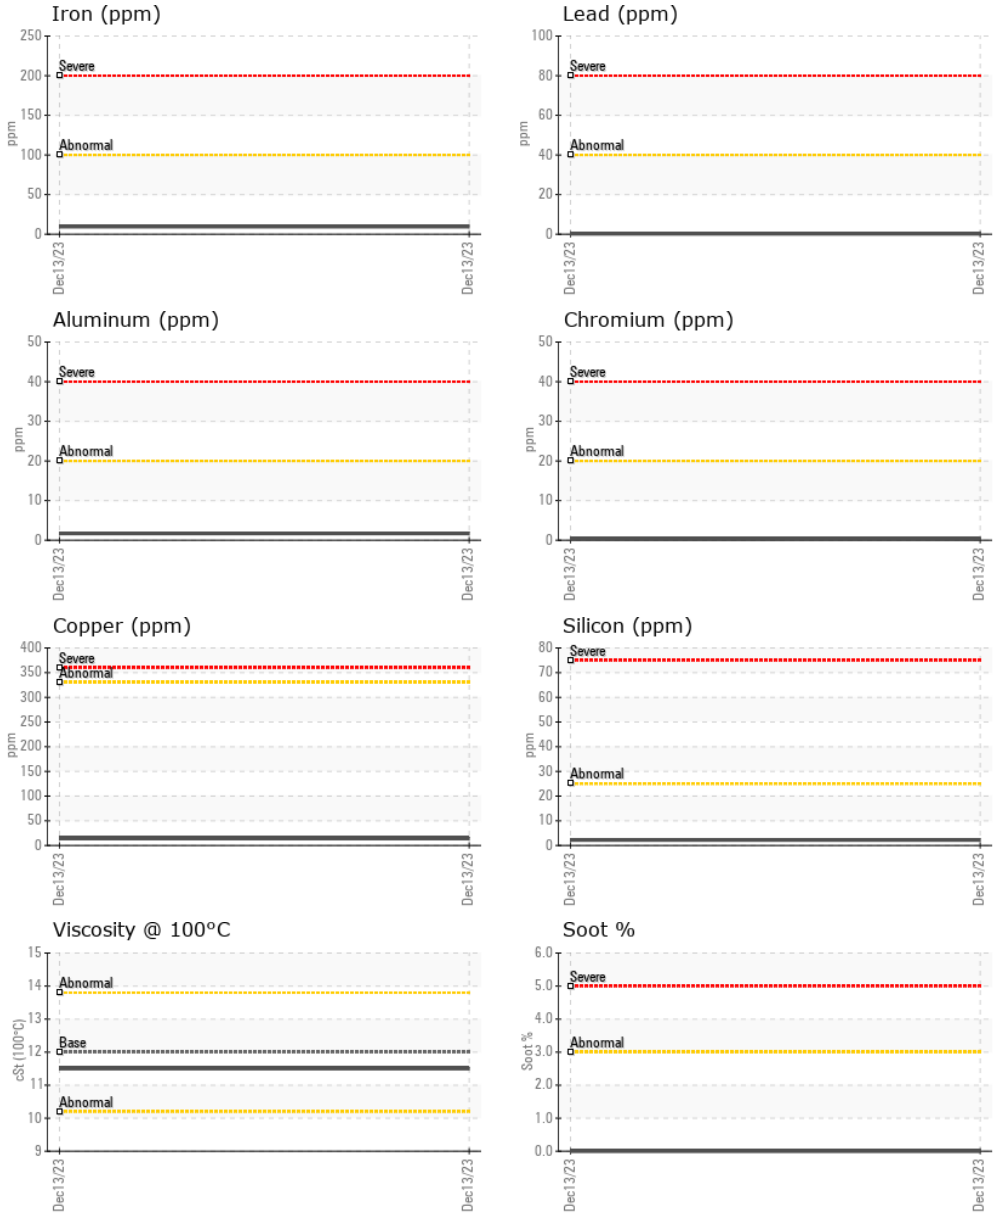 Iron (ppm)
250
200
150
100
50
0
ppm
Severe
Abnormal
Dec13/23
Dec13/23
Lead (ppm)
100
80
60
40
20
0
ppm
Severe
Abnormal
Dec13/23
Dec13/23
Aluminum (ppm)
50
40
30
20
10
0
ppm
Severe
Abnormal
Dec13/23
Dec13/23
Chromium (ppm)
50
40
30
20
10
0
ppm
Severe
Abnormal
Dec13/23
Dec13/23
Copper (ppm)
400
350
300
250
200
150
100
50
0
ppm
Severe
Abnormal
Dec13/23
Dec13/23
Silicon (ppm)
80
70
60
50
40
30
20
10
0
ppm
Severe
Abnormal
Dec13/23
Dec13/23
Viscosity @ 100°C
15
14
13
12
11
10
9
cSt (100°C)
Abnormal
Base
Abnormal
Dec13/23
Dec13/23
Soot %
6.0
5.0
4.0
3.0
2.0
1.0
0.0
Soot %
Severe
Abnormal
Dec13/23
Dec13/23